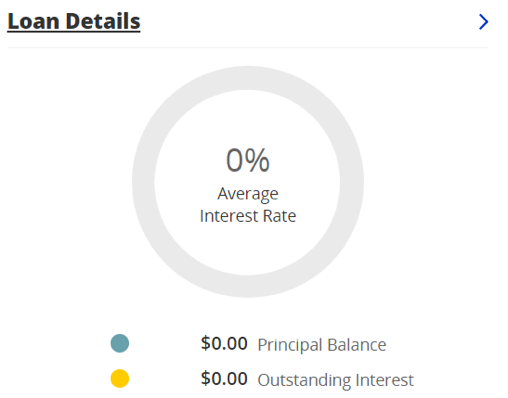 Loan Details
0%
Average
Interest Rate
$0.00 Principal Balance
$0.00 Outstanding Interest